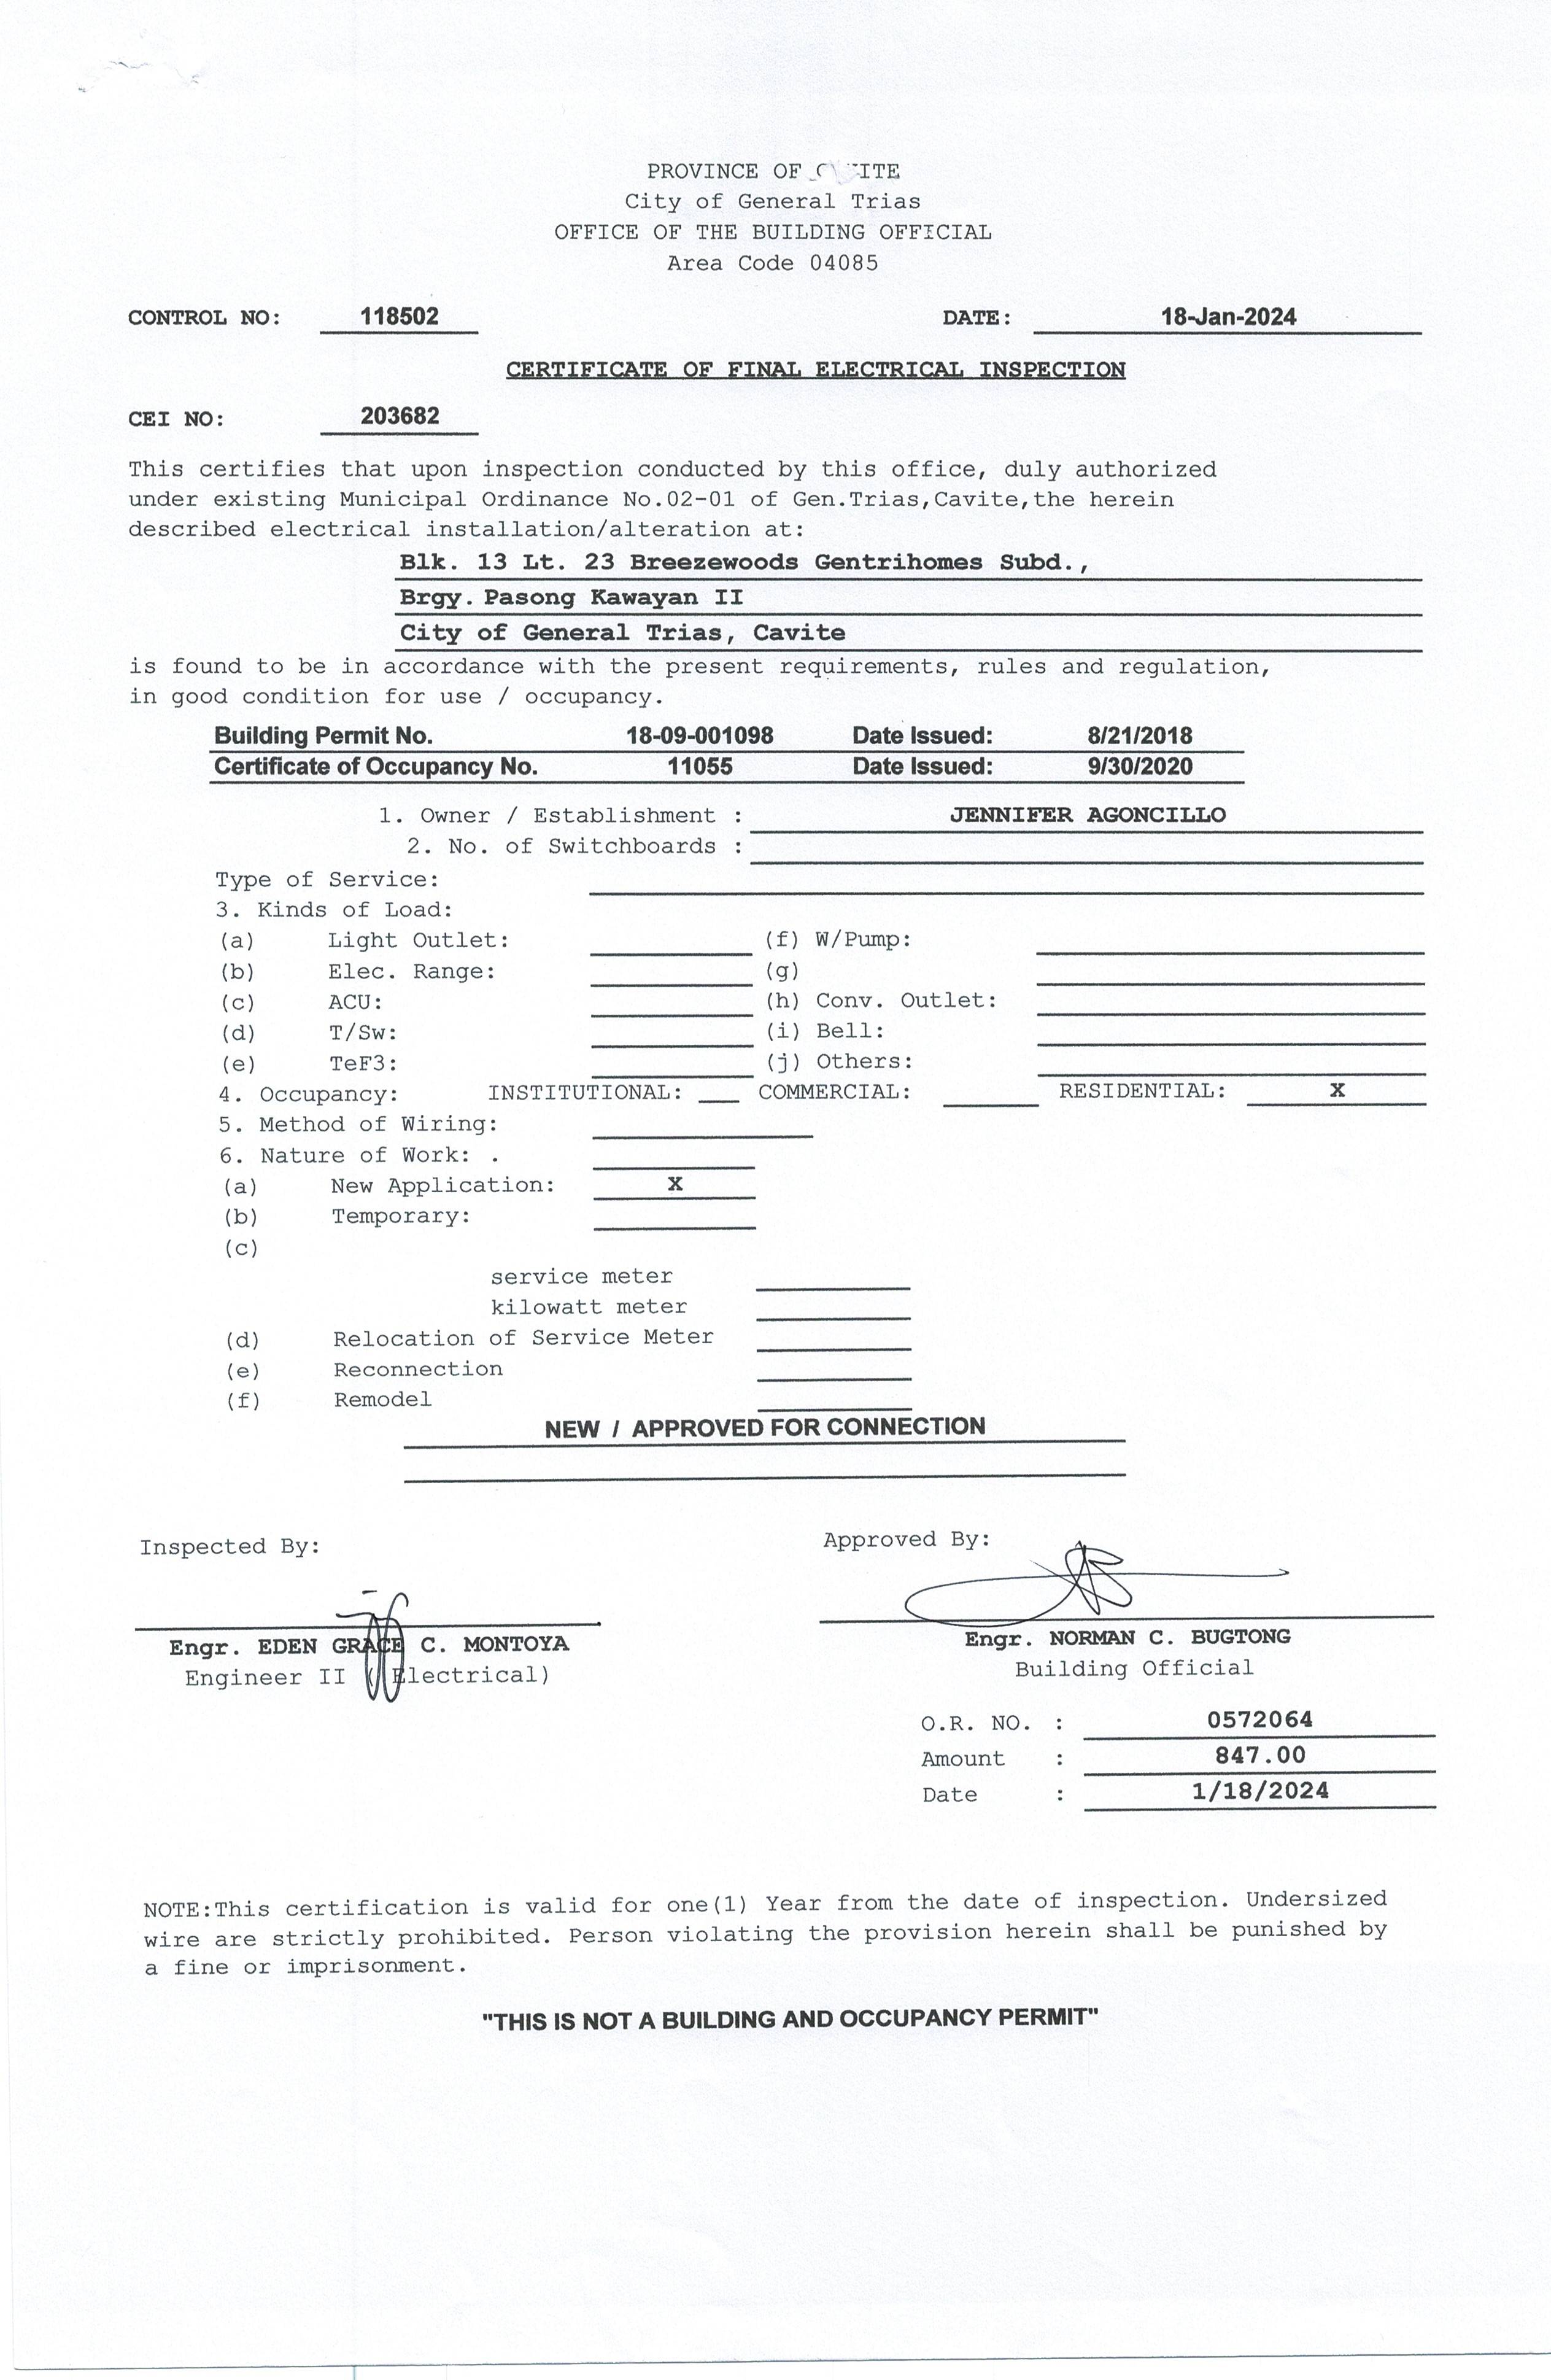 PROVINCE OF CAVITE
City of General Trias
OFFICE OF THE BUILDING OFFICIAL
Area Code 04085
CONTROL NO: 118502 DATE: 18-Jan-2024
CERTIFICATE OF FINAL ELECTRICAL INSPECTION
CEI NO: 203682
This certifies that upon inspection conducted by this office, duly authorized
under existing Municipal Ordinance No.02-01 of Gen.Trias,Cavite,the herein
described electrical installation/alteration at:
Blk. 13 Lt. 23 Breezewoods Gentrihomes Subd.,
Brgy. Pasong Kawayan II
City of General Trias, Cavite
is found to be in accordance with the present requirements, rules and regulation,
in good condition for use / occupancy.
Building Permit No. 18-09-001098 Date Issued: 8/21/2018
Certificate of Occupancy No. 11055 Date Issued: 9/30/2020
1. Owner / Establishment : JENNIFER AGONCILLO
2. No. of Switchboards :
Type of Service:
3. Kinds of Load:
(a) Light Outlet: (f) W/Pump:
(b) Elec. Range: (g)
(c) ACU: (h) Conv. Outlet:
(d) T/Sw: (i) Bell:
(e) TeF3: (j) Others:
4. Occupancy: INSTITUTIONAL: COMMERCIAL: RESIDENTIAL: X
5. Method of Wiring:
6. Nature of Work: .
(a) New Application: X
(b) Temporary:
(c)
service meter
kilowatt meter
(d) Relocation of Service Meter
(e) Reconnection
(f) Remodel
NEW / APPROVED FOR CONNECTION
Inspected By: Approved By:
Engr. EDEN GRACE C. MONTOYA Engr. NORMAN C. BUGTONG
Engineer II (Electrical) Building Official
O.R. NO. : 0572064
Amount : 847.00
Date : 1/18/2024
NOTE:This certification is valid for one(1) Year from the date of inspection. Undersized
wire are strictly prohibited. Person violating the provision herein shall be punished by
a fine or imprisonment.
"THIS IS NOT A BUILDING AND OCCUPANCY PERMIT"